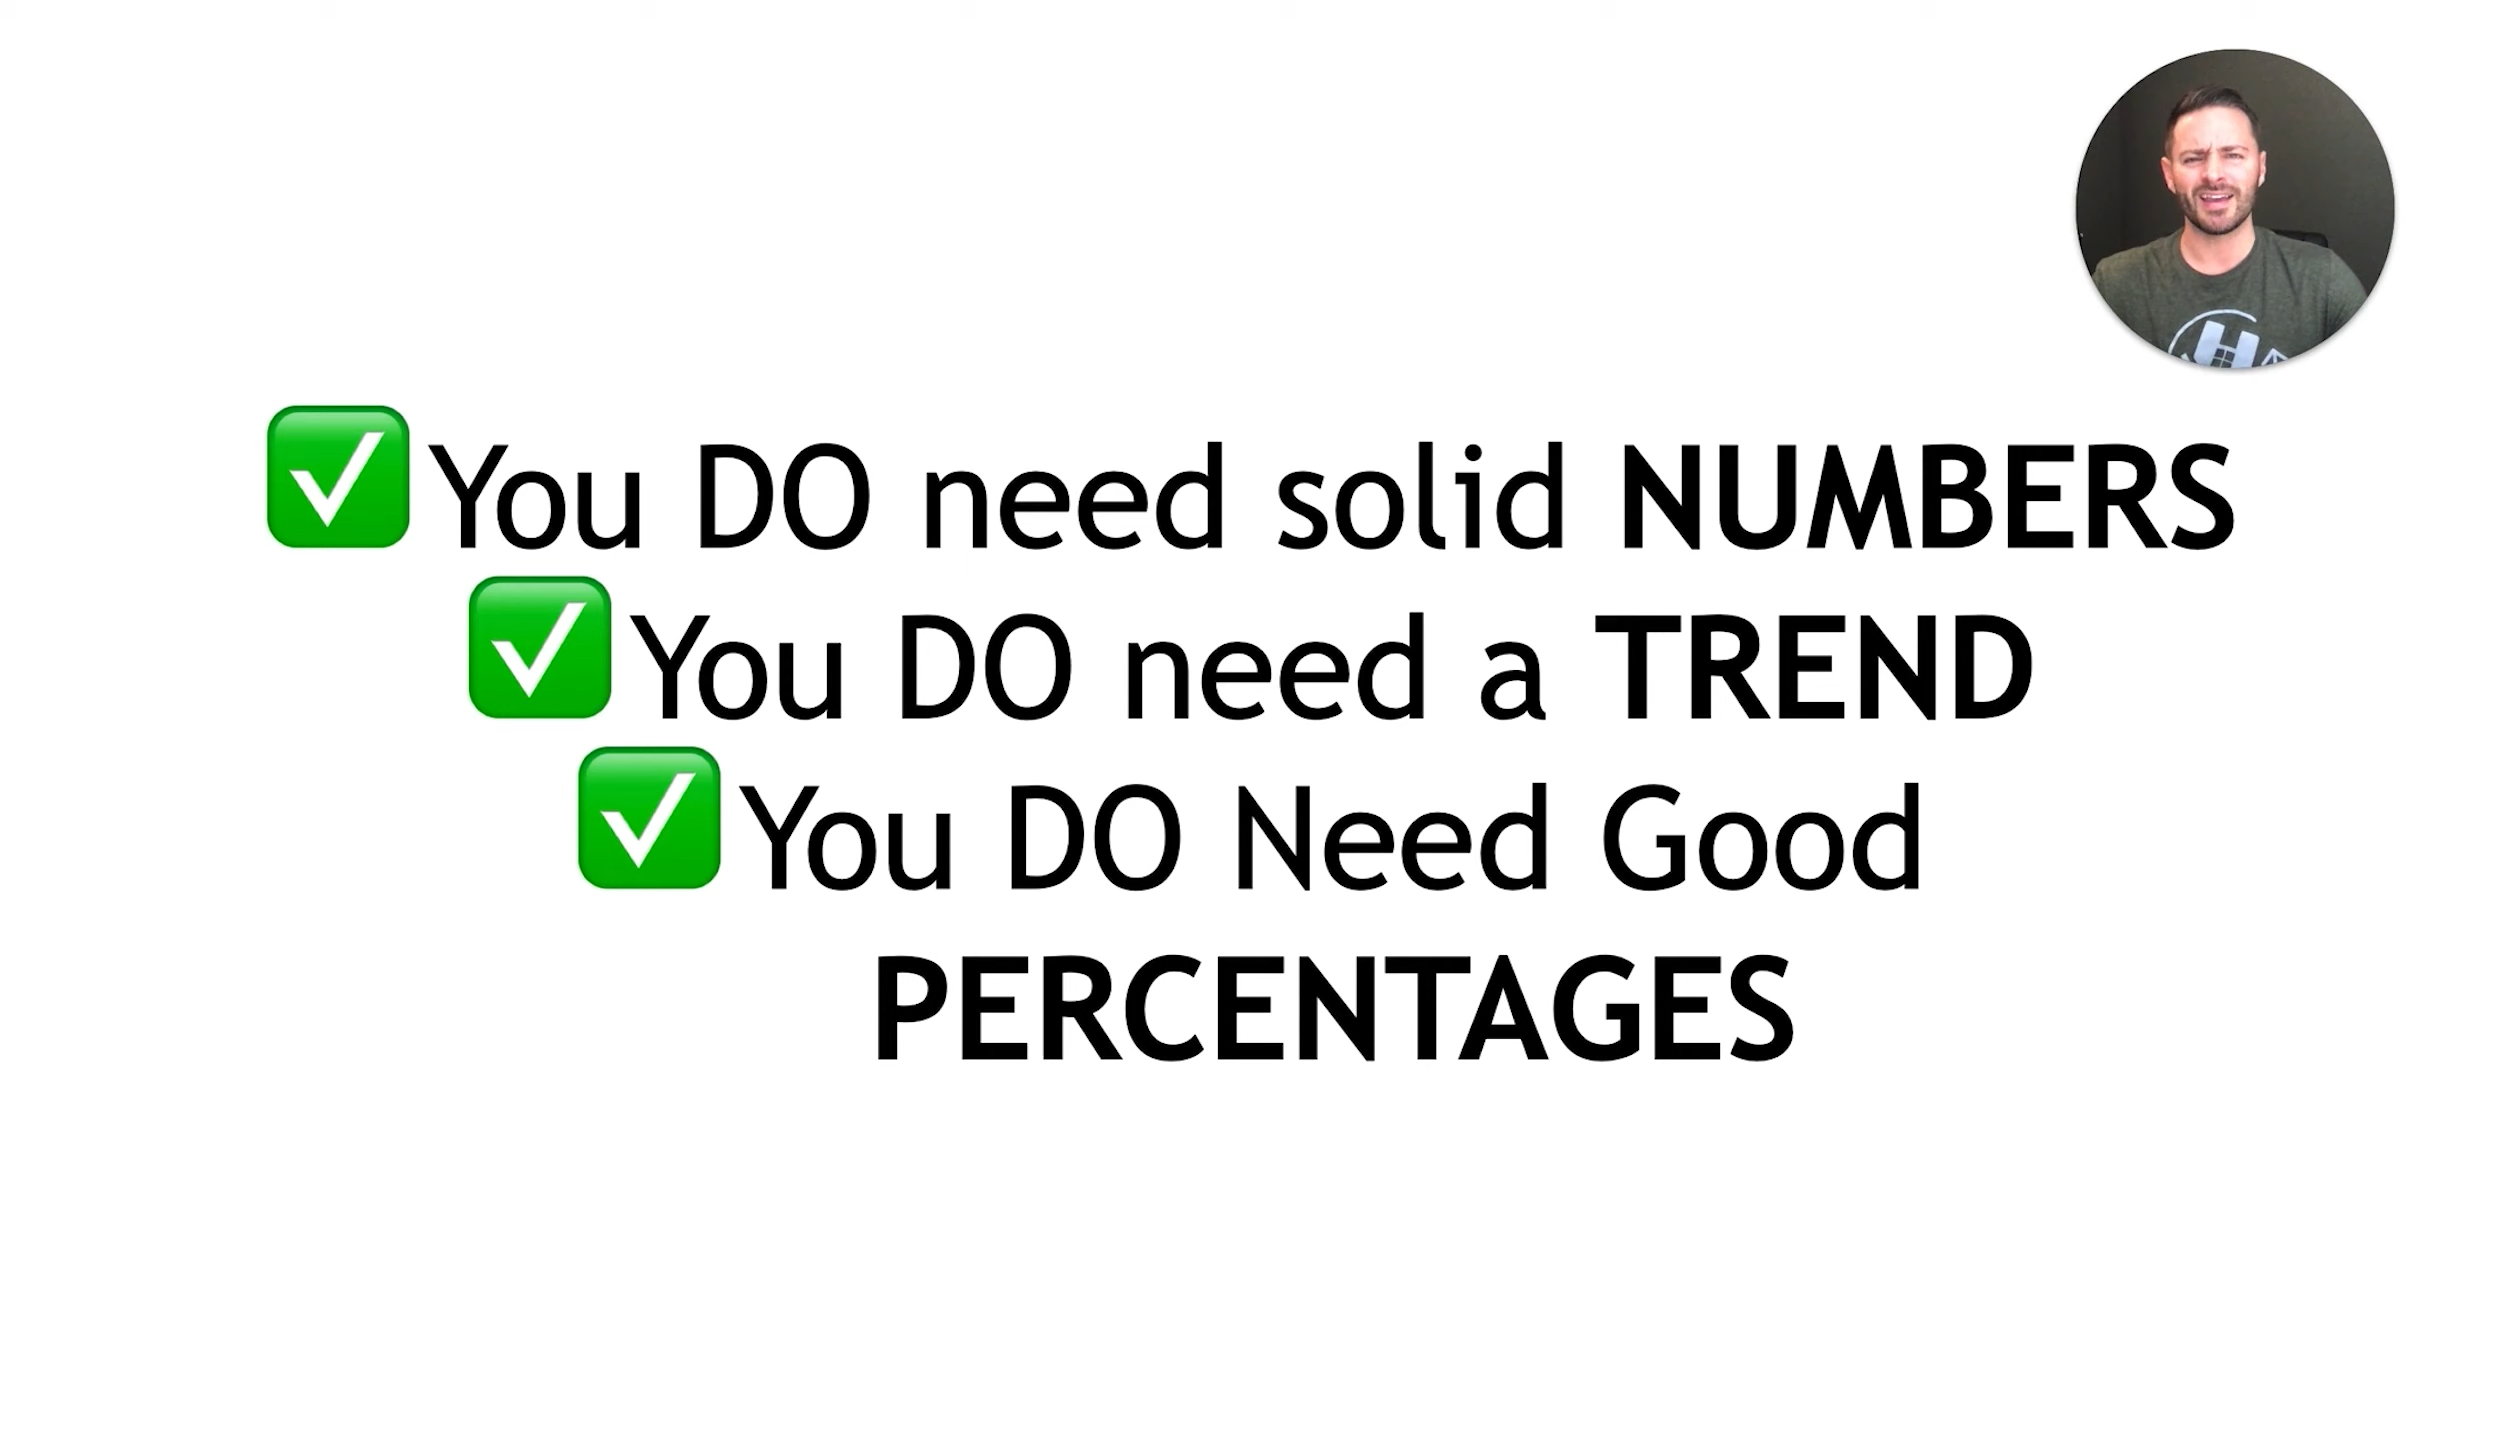 ✅You DO need solid NUMBERS
✅You DO need a TREND
✅You DO Need Good
PERCENTAGES
H